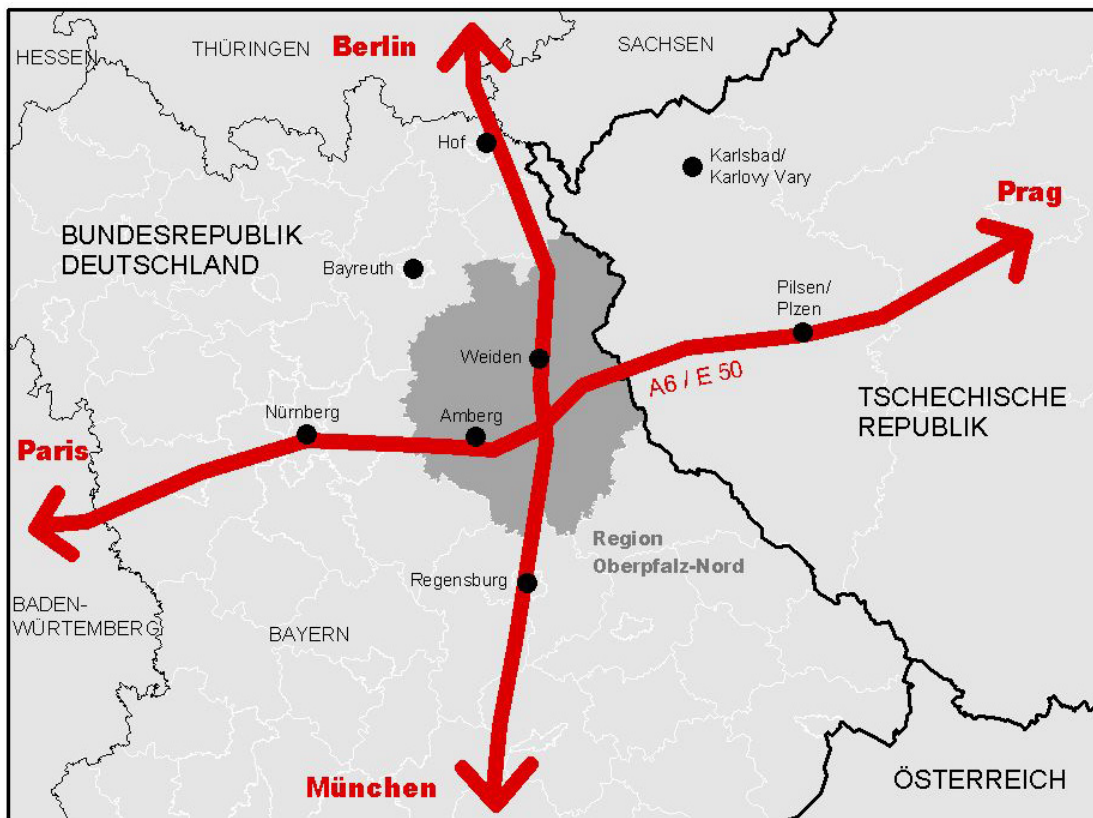 HESSEN
THÜRINGEN
Berlin
SACHSEN
Hof
Karlsbad/
Karlovy Vary
Prag
BUNDESREPUBLIK
DEUTSCHLAND
Bayreuth
Pilsen/
Plzen
Weiden
A6 / E 50
TSCHECHISCHE
REPUBLIK
Nürnberg
Amberg
Paris
Region
Oberpfalz-Nord
Regensburg
BADEN-
WÜRTEMBERG
BAYERN
München
ÖSTERREICH